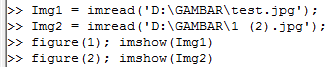 >> Img1 = imread('D:\GAMBAR\test.jpg');
>> Img2 = imread('D:\GAMBAR\1 (2).jpg');
>> figure(1); imshow(Img1)
>> figure(2); imshow(Img2)